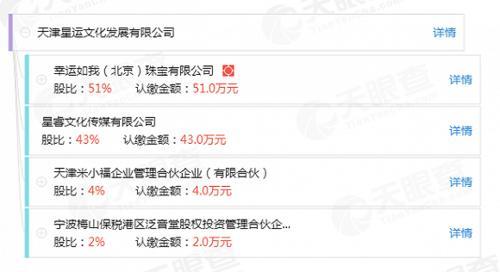 天津星运文化发展有限公司 详情
幸运如我（北京）珠宝有限公司
股比：51% 认缴金额：51.0万元 详情
星睿文化传媒有限公司
股比：43% 认缴金额：43.0万元 详情
天津米小福企业管理合伙企业（有限合伙）
股比：4% 认缴金额：4.0万元 详情
宁波梅山保税港区泛音堂股权投资管理合伙企...
股比：2% 认缴金额：2.0万元 详情
天眼查